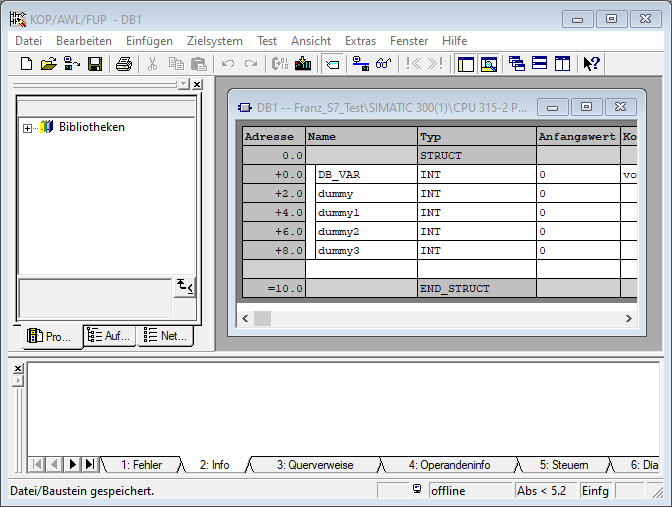 KOP/AWL/FUP - DB1
Datei Bearbeiten Einfügen Zielsystem Test Ansicht Extras Fenster Hilfe
Bibliotheken
Pro... Auf... Net...
DB1 -- Franz_S7_Test\SIMATIC 300(1)\CPU 315-2 P...
Adresse Name Typ Anfangswert Ko
0.0 STRUCT
+0.0 DB_VAR INT 0 vo
+2.0 dummy INT 0
+4.0 dummy1 INT 0
+6.0 dummy2 INT 0
+8.0 dummy3 INT 0
=10.0 END_STRUCT
1: Fehler 2: Info 3: Querverweise 4: Operandeninfo 5: Steuern 6: Dia
Datei/Baustein gespeichert. offline Abs < 5.2 Einfg